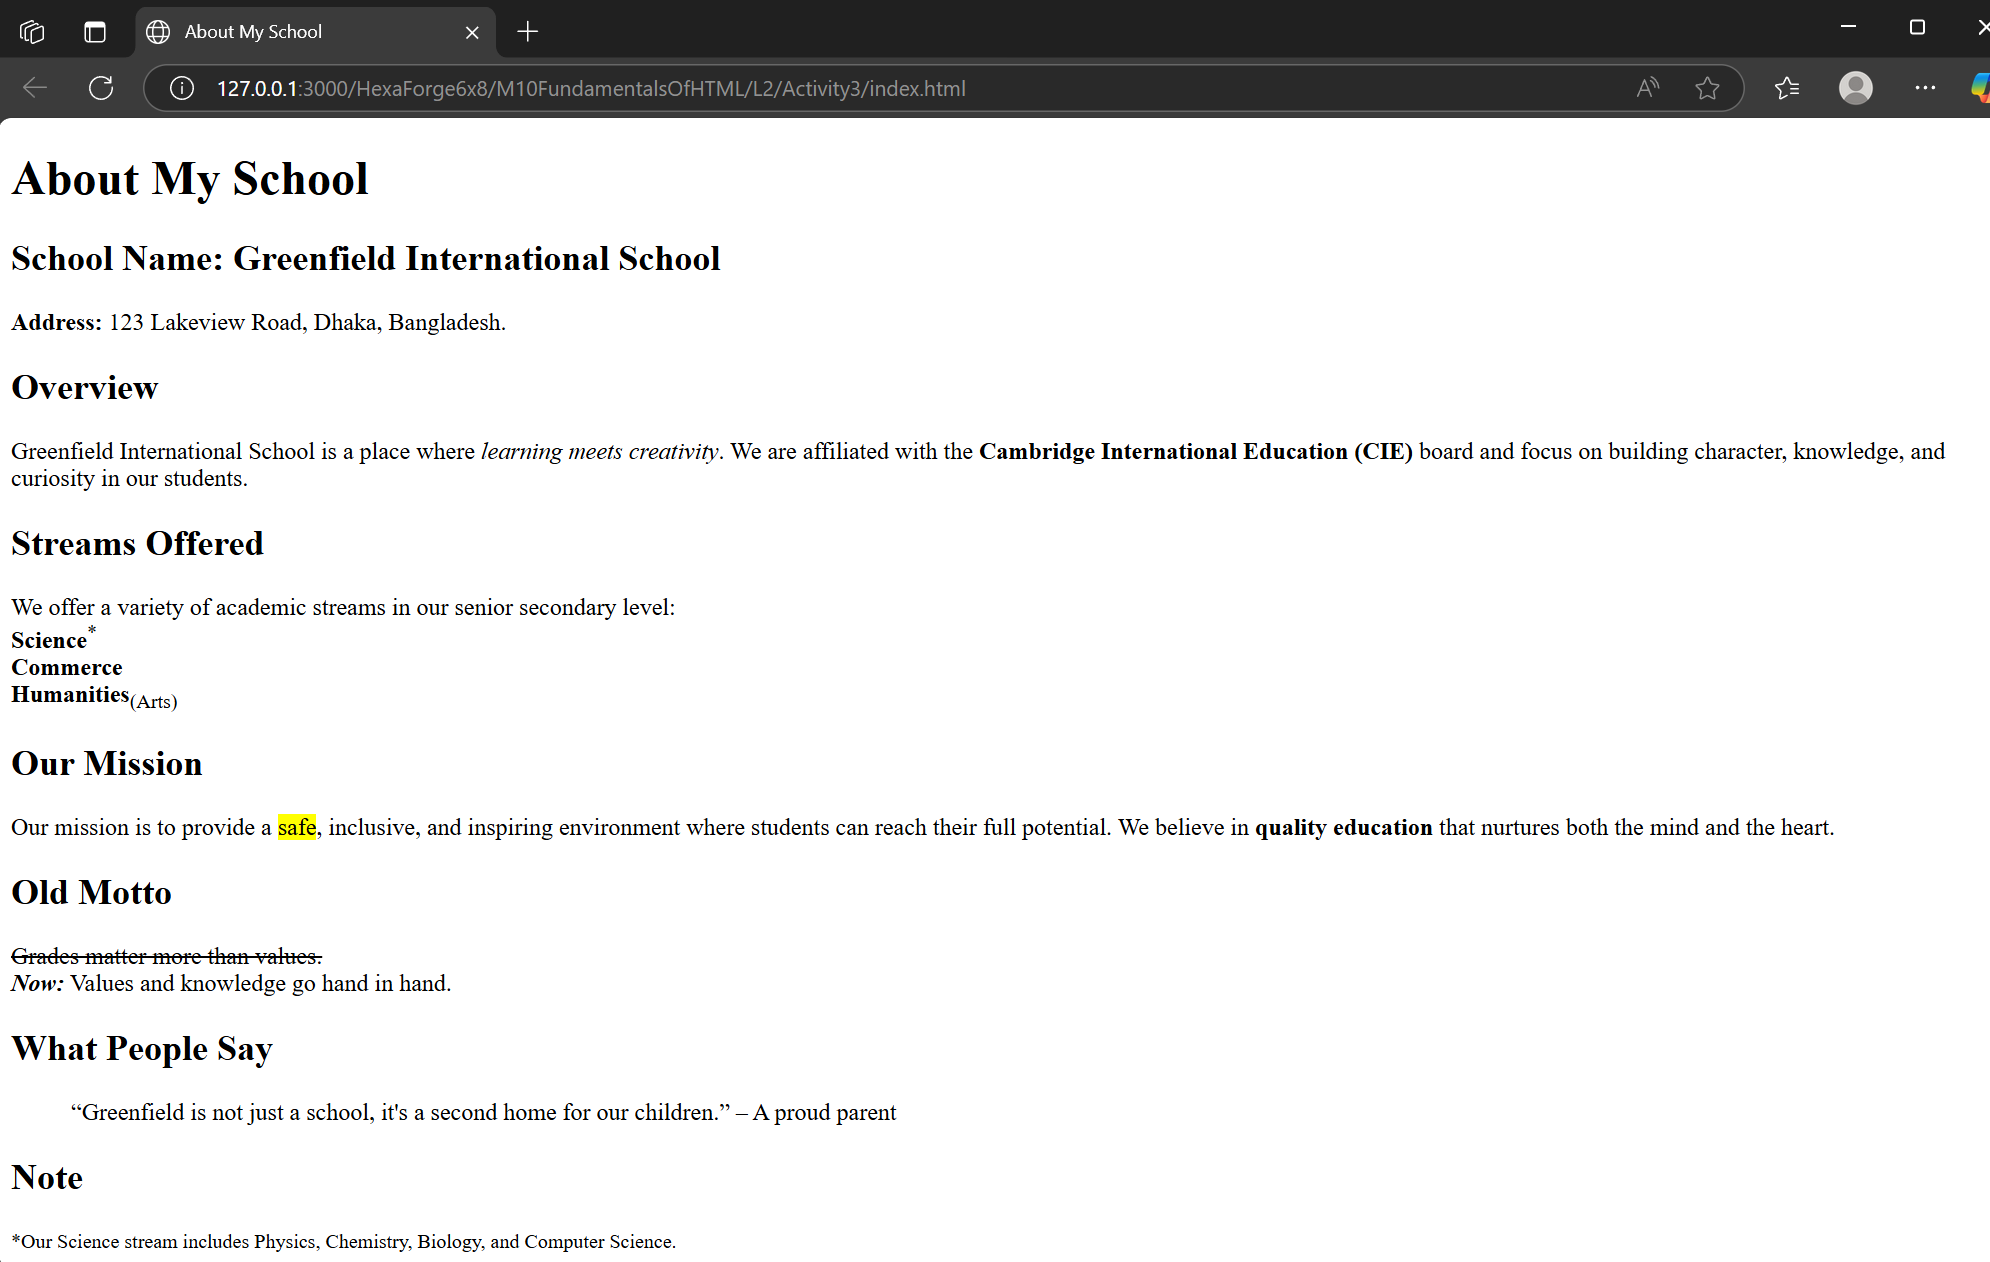 About My School
127.0.0.1:3000/HexaForge6x8/M10FundamentalsOfHTML/L2/Activity3/index.html
About My School
School Name: Greenfield International School
Address: 123 Lakeview Road, Dhaka, Bangladesh.
Overview
Greenfield International School is a place where learning meets creativity. We are affiliated with the Cambridge International Education (CIE) board and focus on building character, knowledge, and
curiosity in our students.
Streams Offered
We offer a variety of academic streams in our senior secondary level:
Science*
Commerce
Humanities(Arts)
Our Mission
Our mission is to provide a safe, inclusive, and inspiring environment where students can reach their full potential. We believe in quality education that nurtures both the mind and the heart.
Old Motto
Grades matter more than values.
Now: Values and knowledge go hand in hand.
What People Say
“Greenfield is not just a school, it's a second home for our children.” – A proud parent
Note
*Our Science stream includes Physics, Chemistry, Biology, and Computer Science.